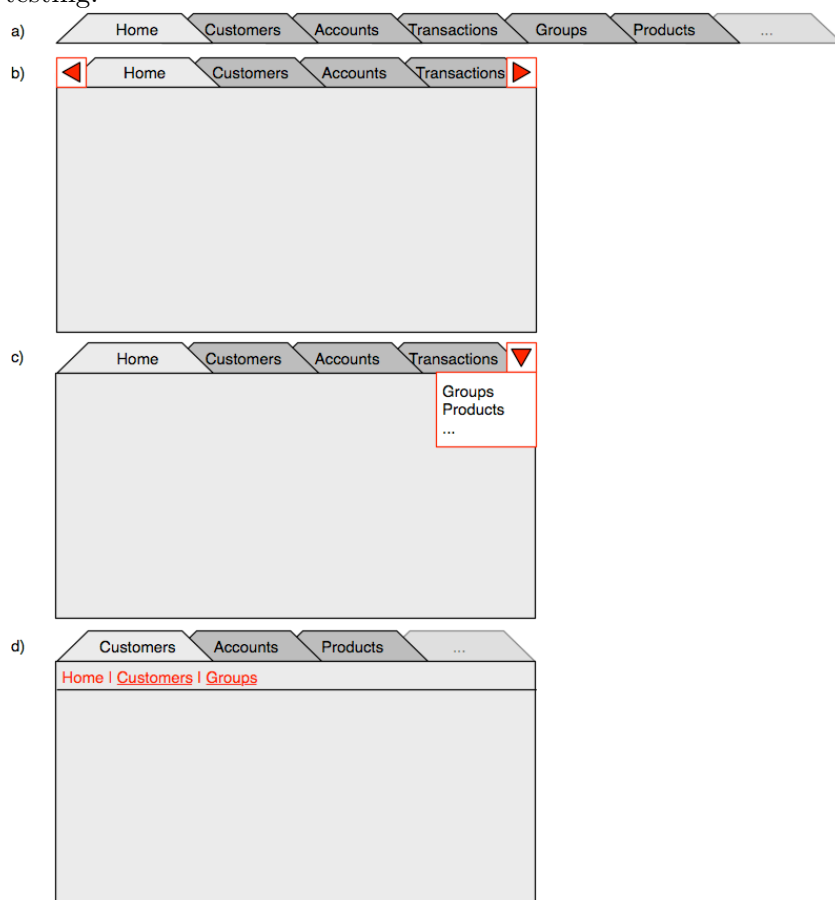 testing.
a) Home Customers Accounts Transactions Groups Products ...
b) Home Customers Accounts Transactions
c) Home Customers Accounts Transactions
Groups
Products
...
d) Customers Accounts Products ...
Home | Customers | Groups